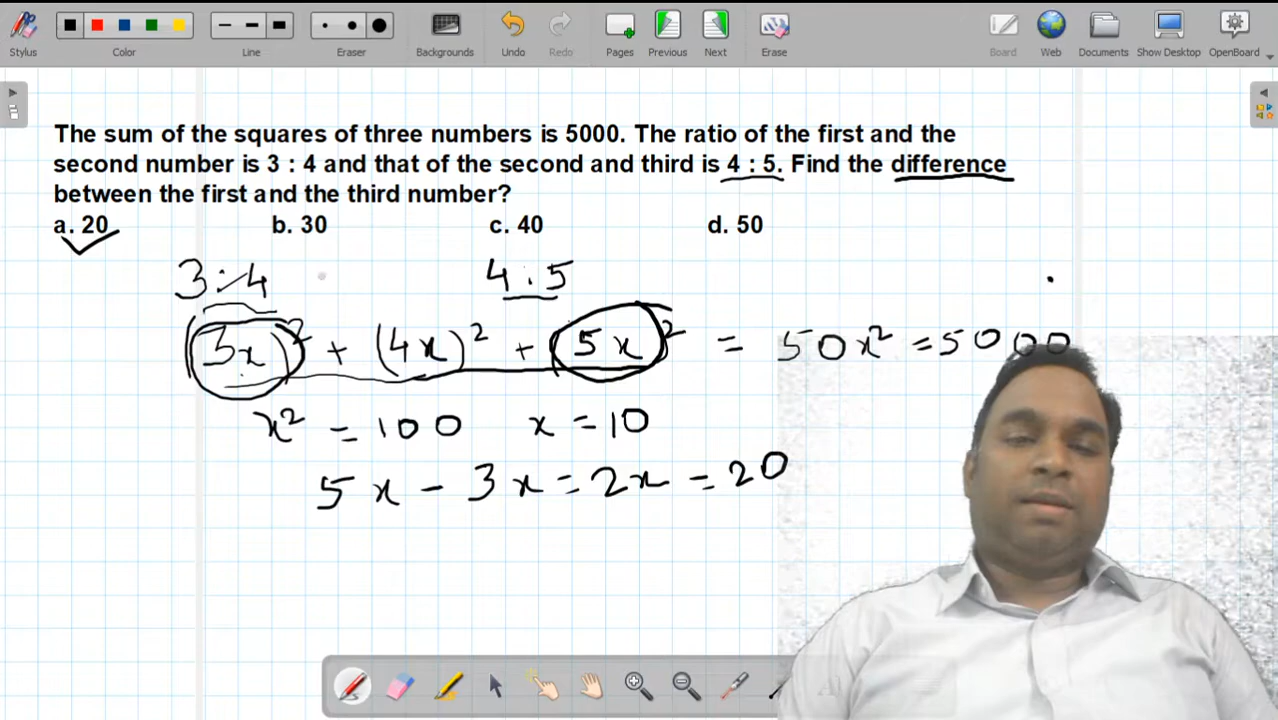 Stylus Color Line Eraser Backgrounds Undo Redo Pages Previous Next Erase Board Web Documents Show Desktop OpenBoard
The sum of the squares of three numbers is 5000. The ratio of the first and the
second number is 3 : 4 and that of the second and third is 4 : 5. Find the difference
between the first and the third number?
a. 20 b. 30 c. 40 d. 50
3:4 4:5
(3x)² + (4x)² + (5x)² = 50x² = 5000
x² = 100 x = 10
5x - 3x = 2x = 20